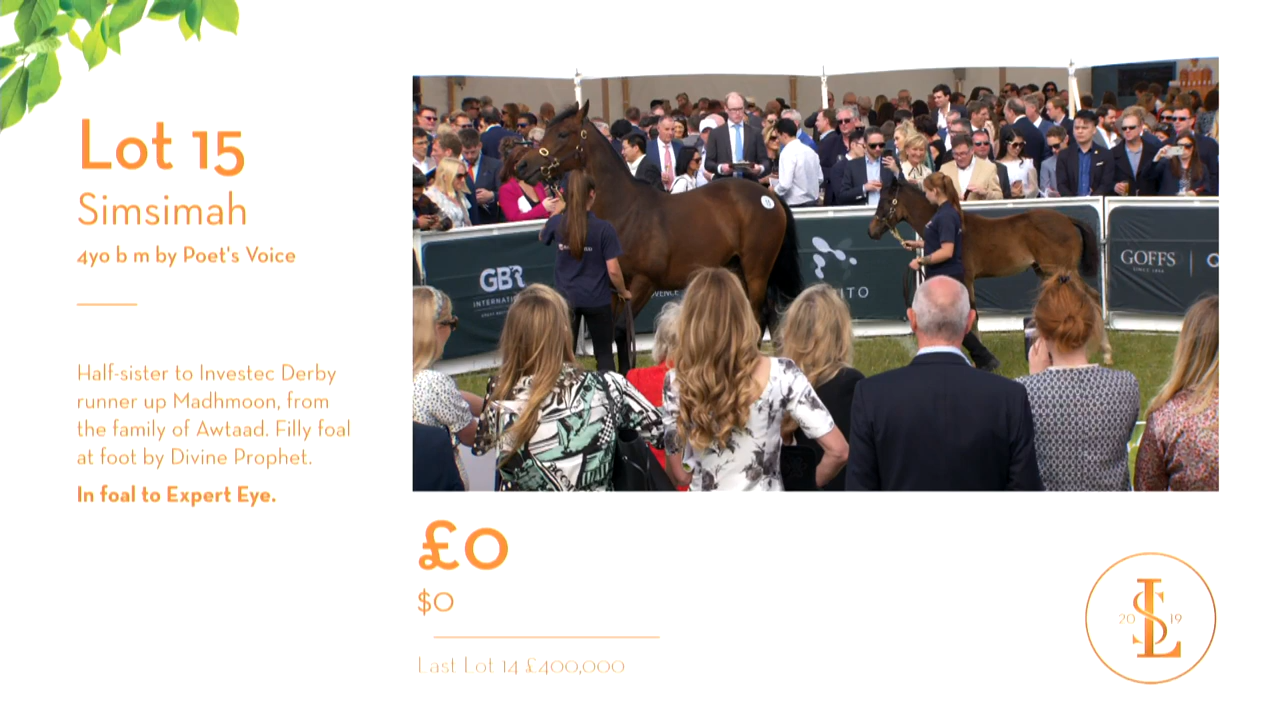 Lot 15
Simsimah
4yo b m by Poet's Voice
Half-sister to Investec Derby
runner up Madhmoon, from
the family of Awtaad. Filly foal
at foot by Divine Prophet.
In foal to Expert Eye.
GBR
INTERNATIONAL
GOFFS
£0
$0
Last Lot 14 £400,000
20 SL 19